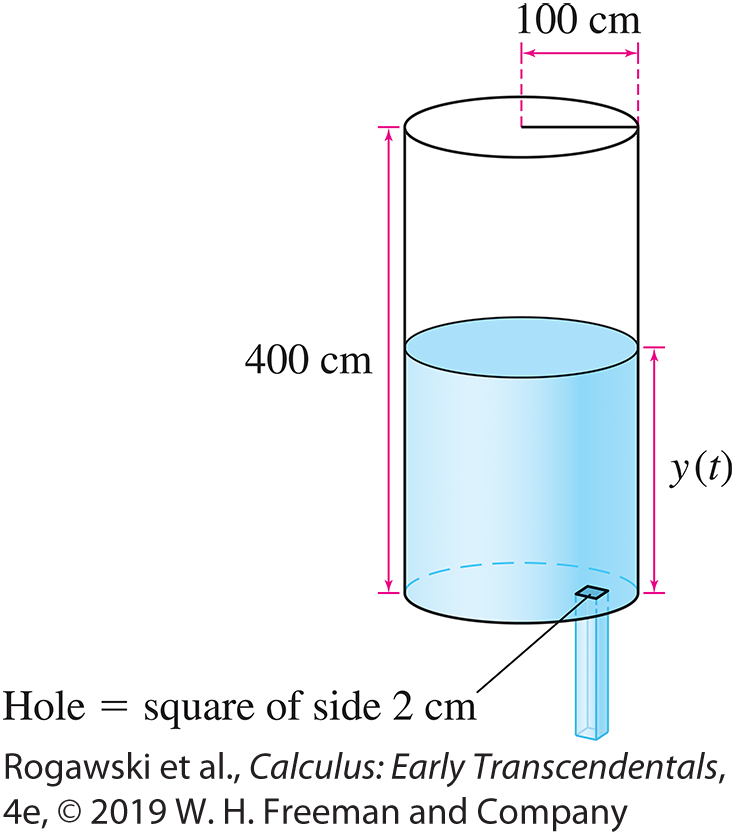 100 cm
400 cm
y(t)
Hole = square of side 2 cm
Rogawski et al., Calculus: Early Transcendentals,
4e, © 2019 W. H. Freeman and Company